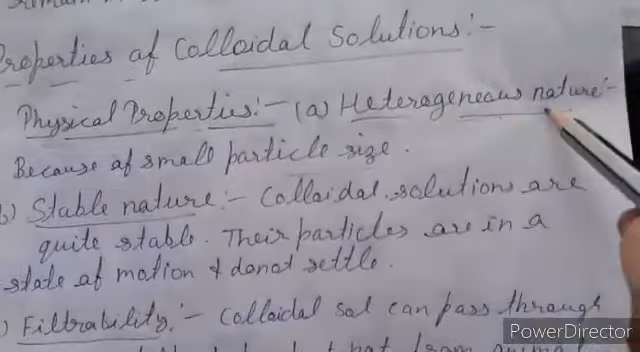 Properties of Colloidal Solutions:-
Physical Properties:- (a) Heterogeneous nature:-
Because of small particle size.
b) Stable nature:- Colloidal solutions are
quite stable. Their particles are in a
state of motion & donot settle.
) Filtrability:- Colloidal sol can pass through
PowerDirector